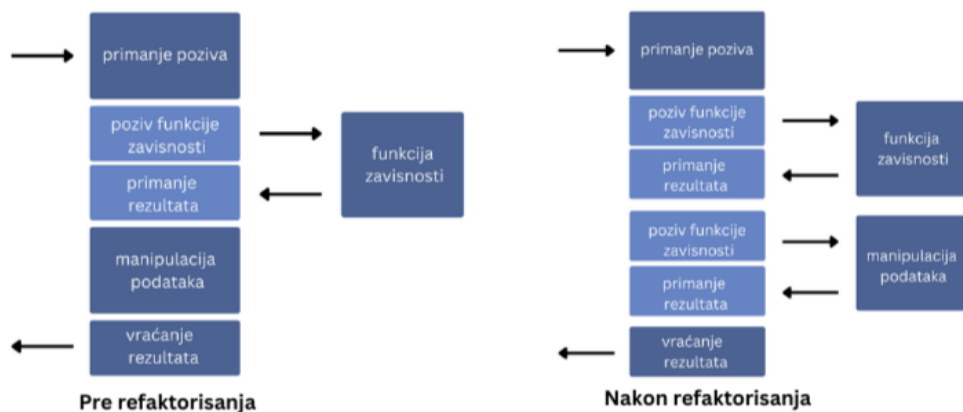 primanje poziva
poziv funkcije
zavisnosti
primanje
rezultata
funkcija
zavisnosti
manipulacija
podataka
vraćanje
rezultata
Pre refaktorisanja
primanje poziva
poziv funkcije
zavisnosti
primanje
rezultata
funkcija
zavisnosti
poziv funkcije
zavisnosti
primanje
rezultata
manipulacija
podataka
vraćanje
rezultata
Nakon refaktorisanja